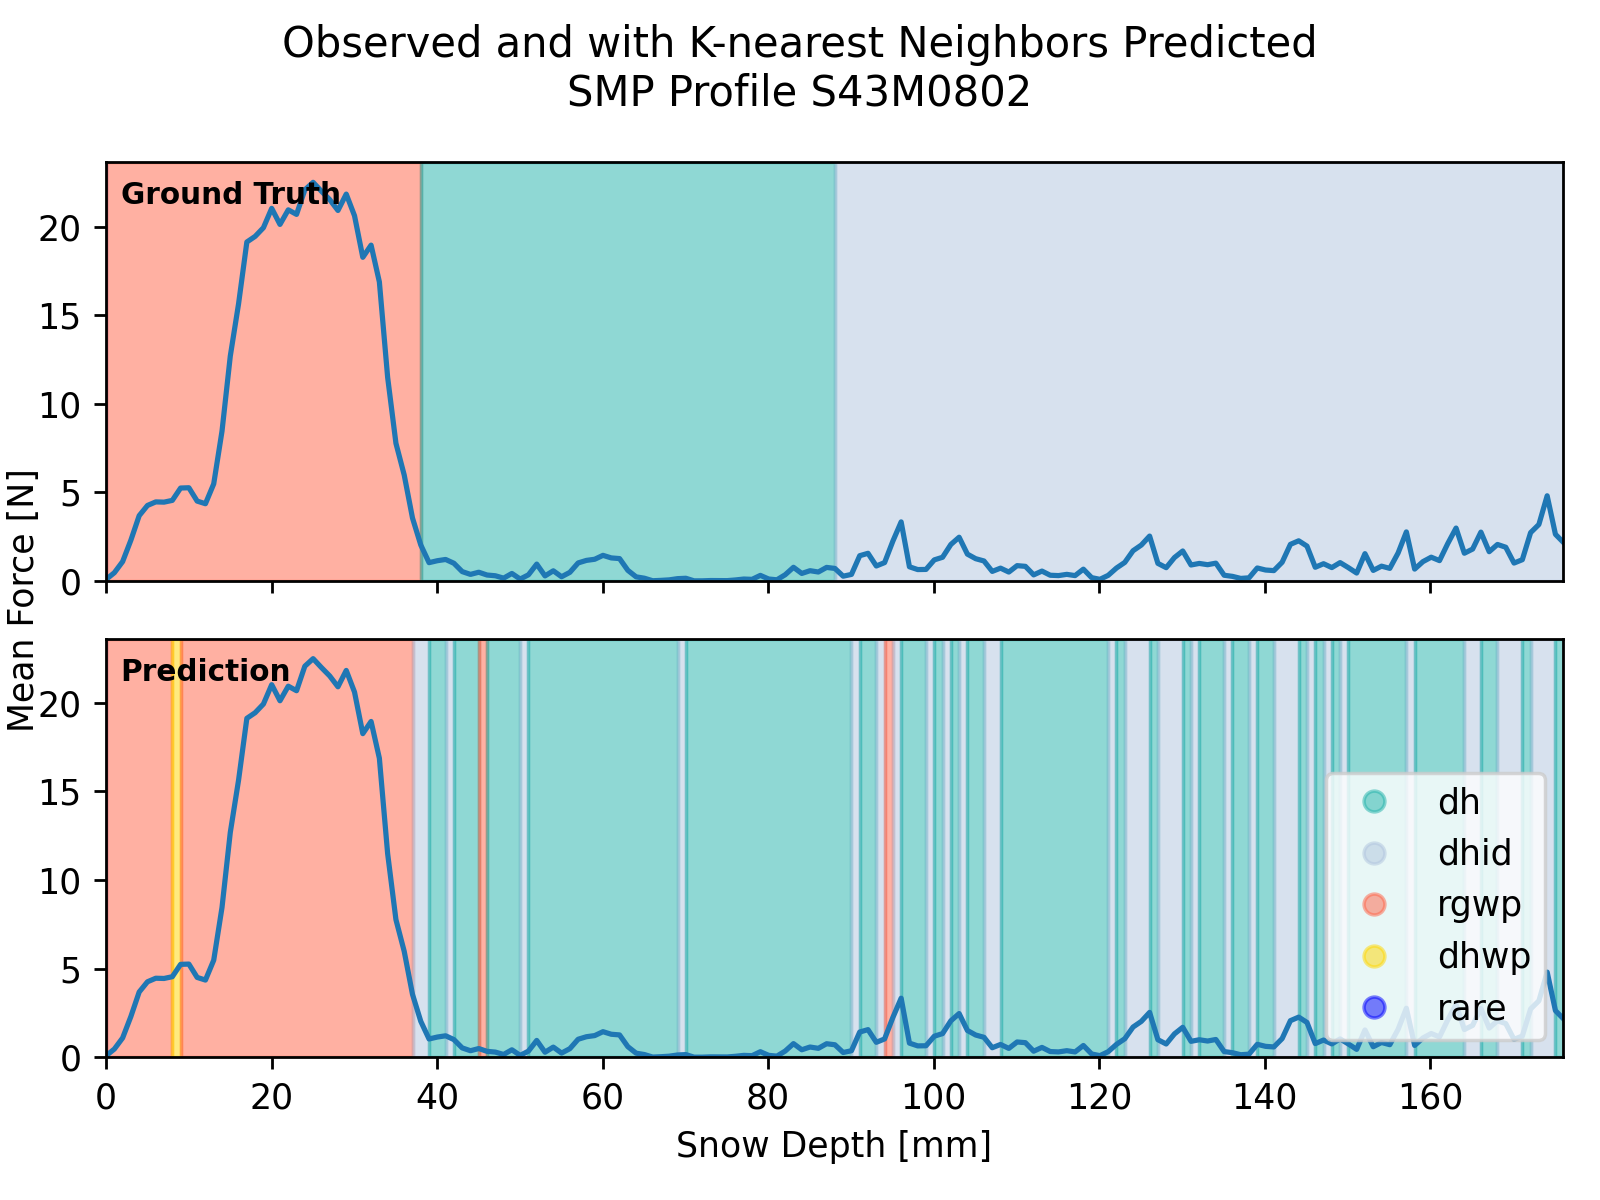 Observed and with K-nearest Neighbors Predicted
SMP Profile S43M0802
Ground Truth
20
15
10
5
0
Mean Force [N]
Prediction
20
15
10
5
0
dh
dhid
rgwp
dhwp
rare
0 20 40 60 80 100 120 140 160
Snow Depth [mm]